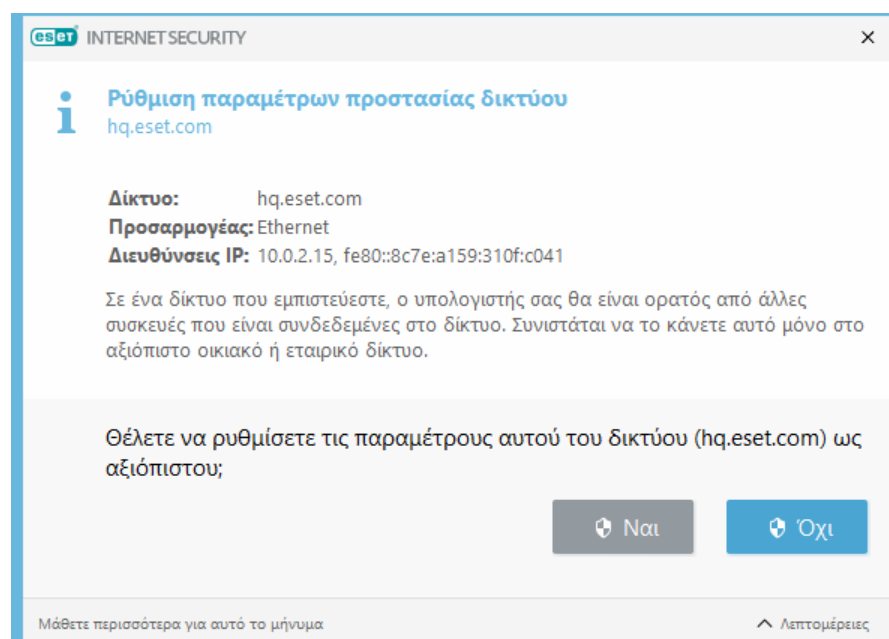 eset INTERNET SECURITY
Ρύθμιση παραμέτρων προστασίας δικτύου
hq.eset.com
Δίκτυο: hq.eset.com
Προσαρμογέας: Ethernet
Διευθύνσεις IP: 10.0.2.15, fe80::8c7e:a159:310f:c041
Σε ένα δίκτυο που εμπιστεύεστε, ο υπολογιστής σας θα είναι ορατός από άλλες
συσκευές που είναι συνδεδεμένες στο δίκτυο. Συνιστάται να το κάνετε αυτό μόνο στο
αξιόπιστο οικιακό ή εταιρικό δίκτυο.
Θέλετε να ρυθμίσετε τις παραμέτρους αυτού του δικτύου (hq.eset.com) ως
αξιόπιστου;
Ναι Όχι
Μάθετε περισσότερα για αυτό το μήνυμα Λεπτομέρειες